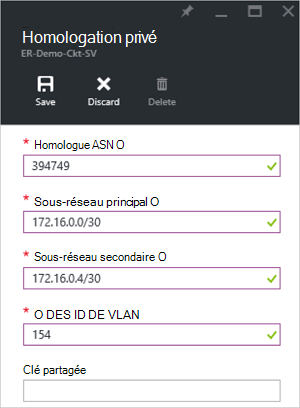 Homologation privé
ER-Demo-Ckt-SV
Save Discard Delete
* Homologue ASN O
394749
* Sous-réseau principal O
172.16.0.0/30
* Sous-réseau secondaire O
172.16.0.4/30
* O DES ID DE VLAN
154
Clé partagée